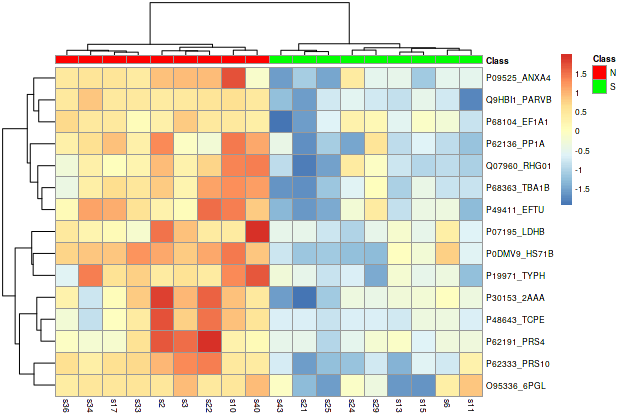 Class
Class
N
S
1.5
1
0.5
0
-0.5
-1
-1.5
P09525_ANXA4
Q9HBI1_PARVB
P68104_EF1A1
P62136_PP1A
Q07960_RHG01
P68363_TBA1B
P49411_EFTU
P07195_LDHB
P0DMV9_HS71B
P19971_TYPH
P30153_2AAA
P48643_TCPE
P62191_PRS4
P62333_PRS10
O95336_6PGL
s36 s34 s17 s33 s2 s3 s22 s10 s40 s43 s21 s25 s24 s29 s13 s15 s6 s11